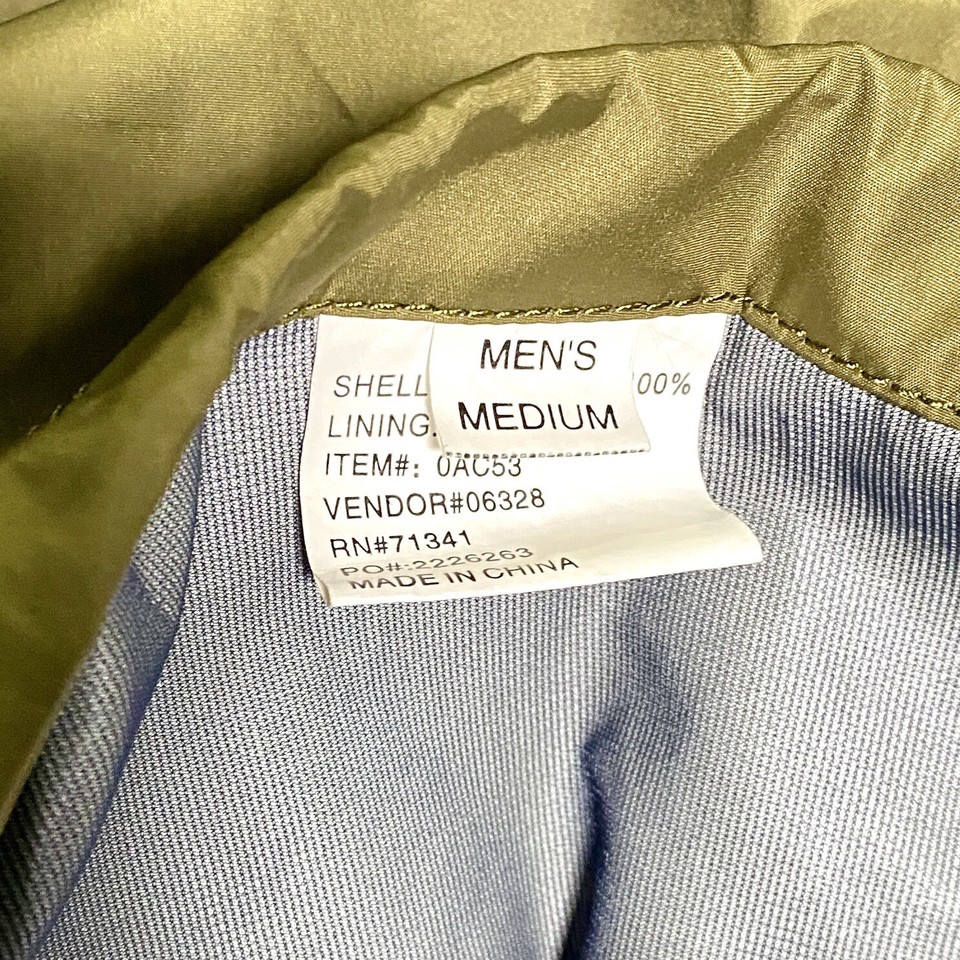 MEN'S
MEDIUM
SHELL 00%
LINING:
ITEM#: 0AC53
VENDOR#06328
RN#71341
PO#:2226263
MADE IN CHINA